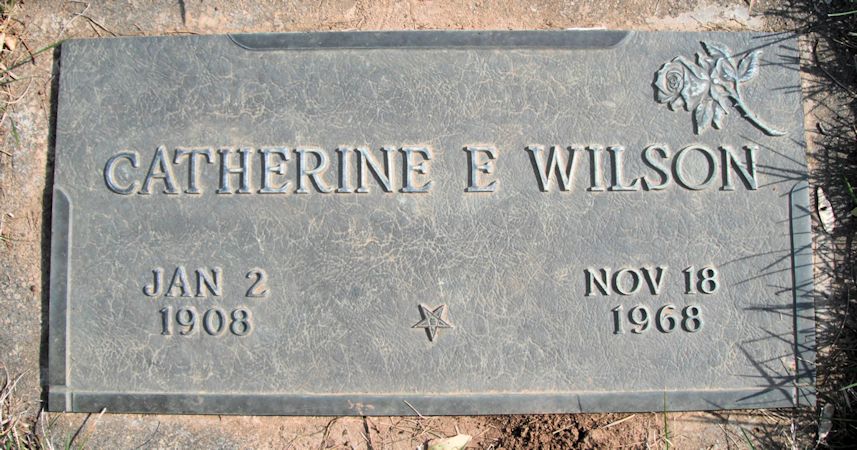 CATHERINE E WILSON
JAN 2
1908
NOV 18
1968